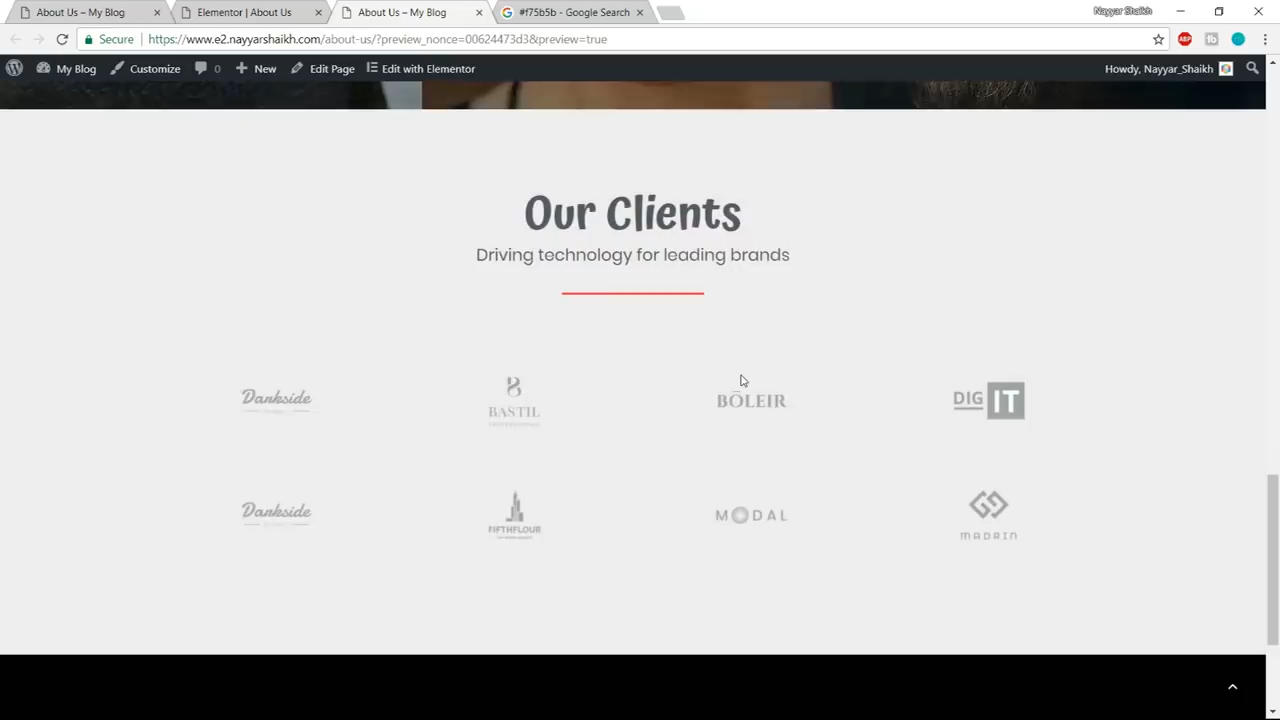 About Us – My Blog
Elementor | About Us
About Us – My Blog
#f75b5b - Google Search
Nayyar Shaikh
Secure
https://www.e2.nayyarshaikh.com/about-us/?preview_nonce=00624473d3&preview=true
ABP
My Blog
Customize
0
New
Edit Page
Edit with Elementor
Howdy, Nayyar_Shaikh
Our Clients
Driving technology for leading brands
Darkside
B
BASTIL
BOLEIR
DIG IT
Darkside
FIFTHFLOUR
MODAL
MADRIN